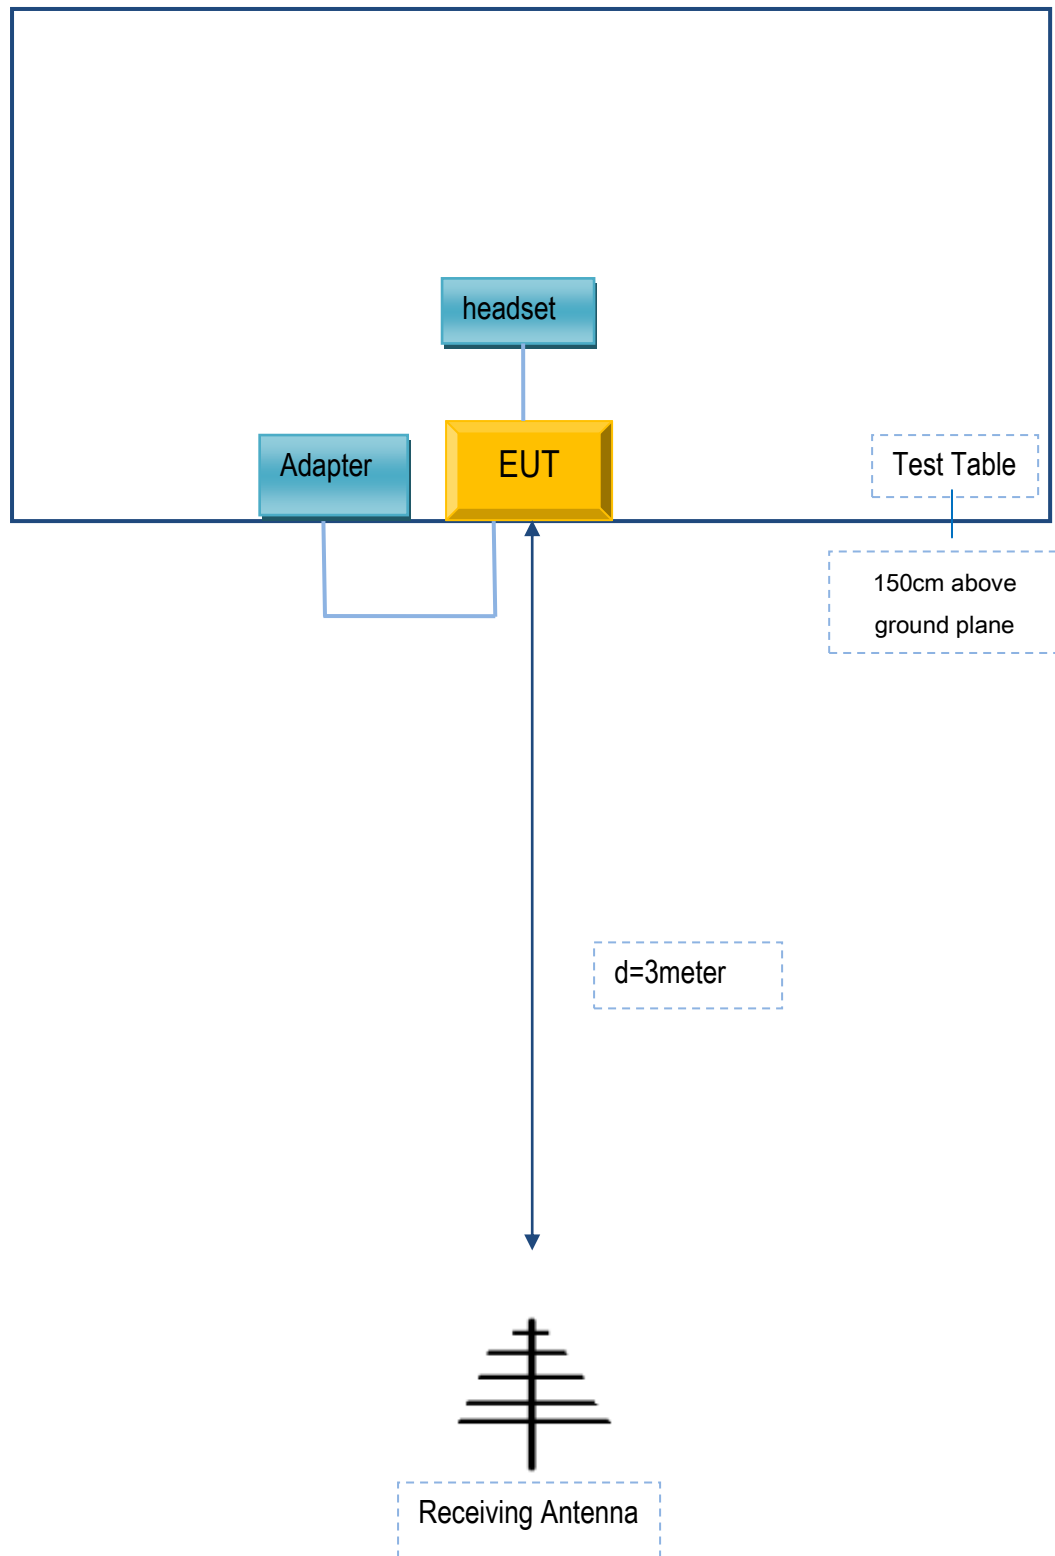 headset
Adapter
EUT
Test Table
150cm above
ground plane
d=3meter
Receiving Antenna